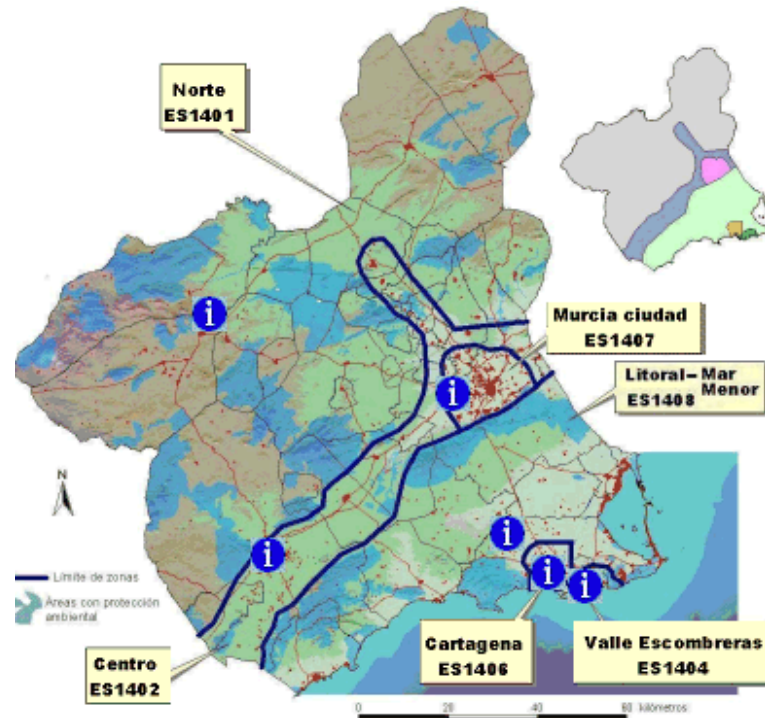 Norte
ES1401
i
Murcia ciudad
ES1407
i
Litoral-Mar
Menor
ES1408
N
i
i
i
i
Límite de zonas
Áreas con protección
ambiental
Centro
ES1402
Cartagena
ES1406
Valle Escombreras
ES1404
0 20 40 60 kilómetros